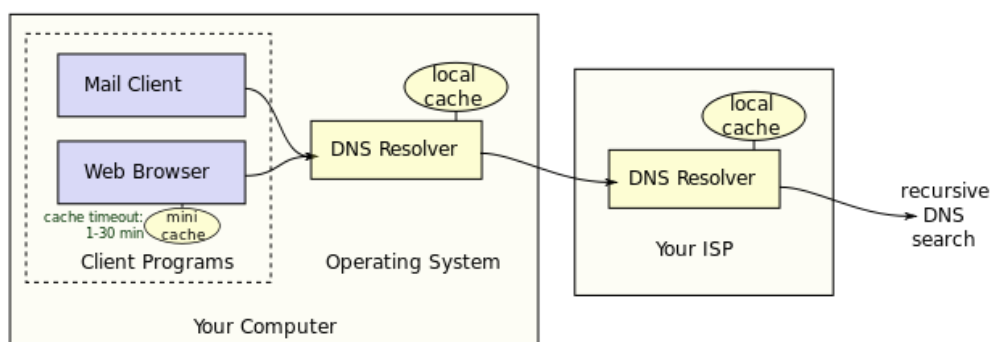 Mail Client
Web Browser
cache timeout:
1-30 min
mini
cache
Client Programs
local
cache
DNS Resolver
Operating System
Your Computer
local
cache
DNS Resolver
Your ISP
recursive
DNS
search